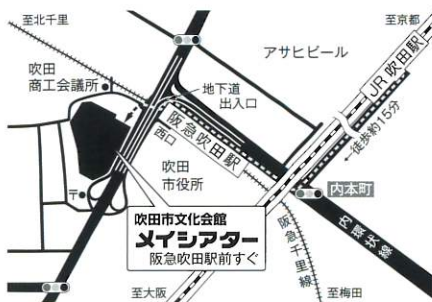 至北千里
至京都
アサヒビール
JR吹田駅
吹田
商工会議所
地下道
出入口
阪急吹田駅
←徒歩約15分
西口
吹田
市役所
〒
内本町
吹田市文化会館
メイシアター
阪急吹田駅前すぐ
阪急千里線
内環状線
至大阪
至梅田